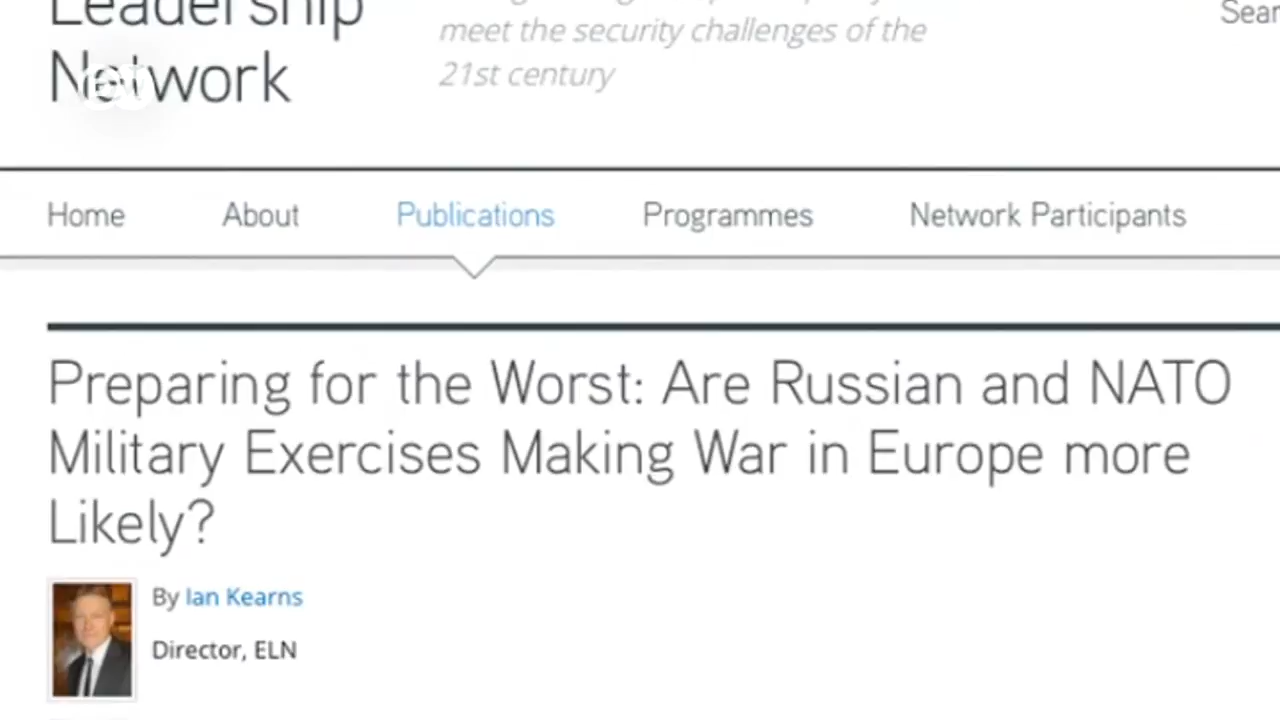 Leadership
meet the security challenges of the
Network
21st century
Home About Publications Programmes Network Participants
Preparing for the Worst: Are Russian and NATO
Military Exercises Making War in Europe more
Likely?
By Ian Kearns
Director, ELN